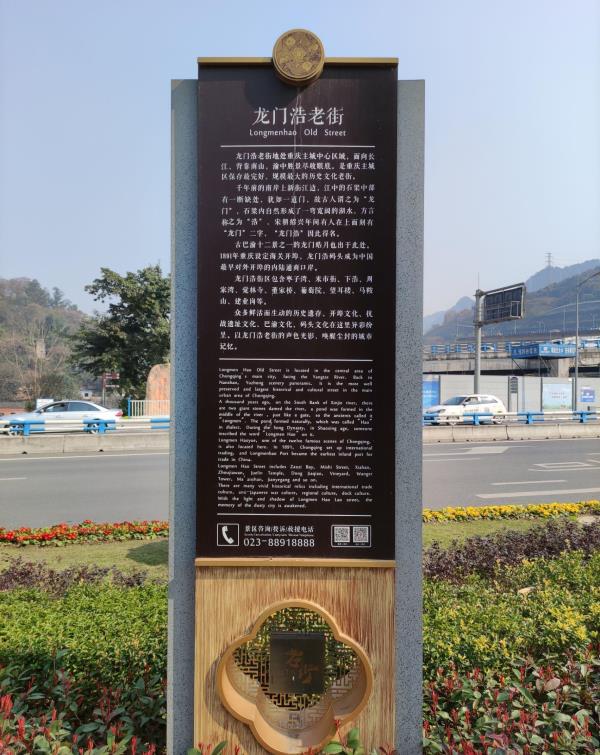 龙门浩老街
Longmenhao Old Street
龙门浩老街地处重庆主城中心区域，面向长
江、背靠南山，渝中胜景尽收眼底。是重庆主城
区保存最完好、规模最大的历史文化老街。
千年前的南岸上新街江边，江中的石梁中部
有一断缺处，犹如一道门，故古人谓之为“龙
门”，石梁内自然形成了一弯宽阔的湖水，方言
称之为“浩”，宋朝绍兴年间有人在上面刻有
“龙门”二字，“龙门浩”因此得名。
古巴渝十二景之一的龙门皓月也出于此处。
1891年重庆设定海关开埠，龙门浩码头成为中国
最早对外开埠的内陆通商口岸。
龙门浩街区包含枣子湾、米市街、下浩、周
家湾、觉林寺、董家桥、葡萄院、望耳楼、马鞍
山、建业岗等。
众多鲜活而生动的历史遗存，开埠文化、抗
战遗址文化、巴渝文化、码头文化在这里异彩纷
呈。以龙门浩老街的声色光影，唤醒尘封的城市
记忆。
Longmen Hao Old Street is located in the central area of
Chongqing's main city, facing the Yangtze River. Back to
Nanshan, Yuzhong scenery panoramic. It is the most well
preserved and largest historical and cultural street in the main
urban area of Chongqing.
A thousand years ago, on the South Bank of Xinjie river, there
are two giant stones damed the river, a pond was formed in the
middle of the river , just like a gate, so the ancients called it
"longmen". The pond formed naturally, which was called "Hao"
in dialect. During the Song Dynasty, in Shaoxing age, someone
inscribed the word "Longmen Hao" on it.
Longmen Haoyue, one of the twelve famous scenes of Chongqing,
is also located here. In 1891, Chongqing set up international
trading, and Longmenhao Port became the earliest inland port for
trade in China.
Longmen Hao Street includes Zaozi Bay, Mishi Street, Xiahao,
Zhoujiawan, Juelin Temple, Dong Jiaqiao, Vineyard, Wanger
Tower, Ma'anshan, Jianyegang and so on.
There are many vivid historical relics including international trade
culture, anti-Japanese war culture, regional culture, dock culture.
With the light and shadow of Longmen Hao Lao street, the
memory of the dusty city is awakened.
景区咨询/投诉/救援电话
023-88918888
老街